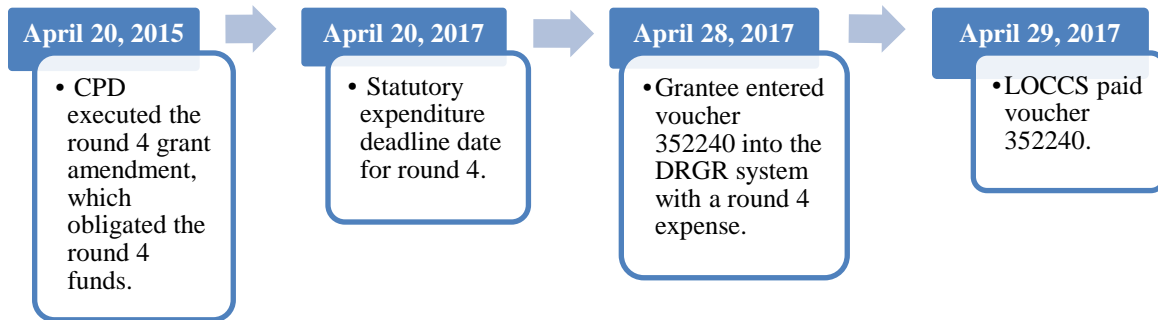 April 20, 2015
• CPD
executed the
round 4 grant
amendment,
which
obligated the
round 4
funds.
April 20, 2017
• Statutory
expenditure
deadline date
for round 4.
April 28, 2017
•Grantee entered
voucher
352240 into the
DRGR system
with a round 4
expense.
April 29, 2017
•LOCCS paid
voucher
352240.